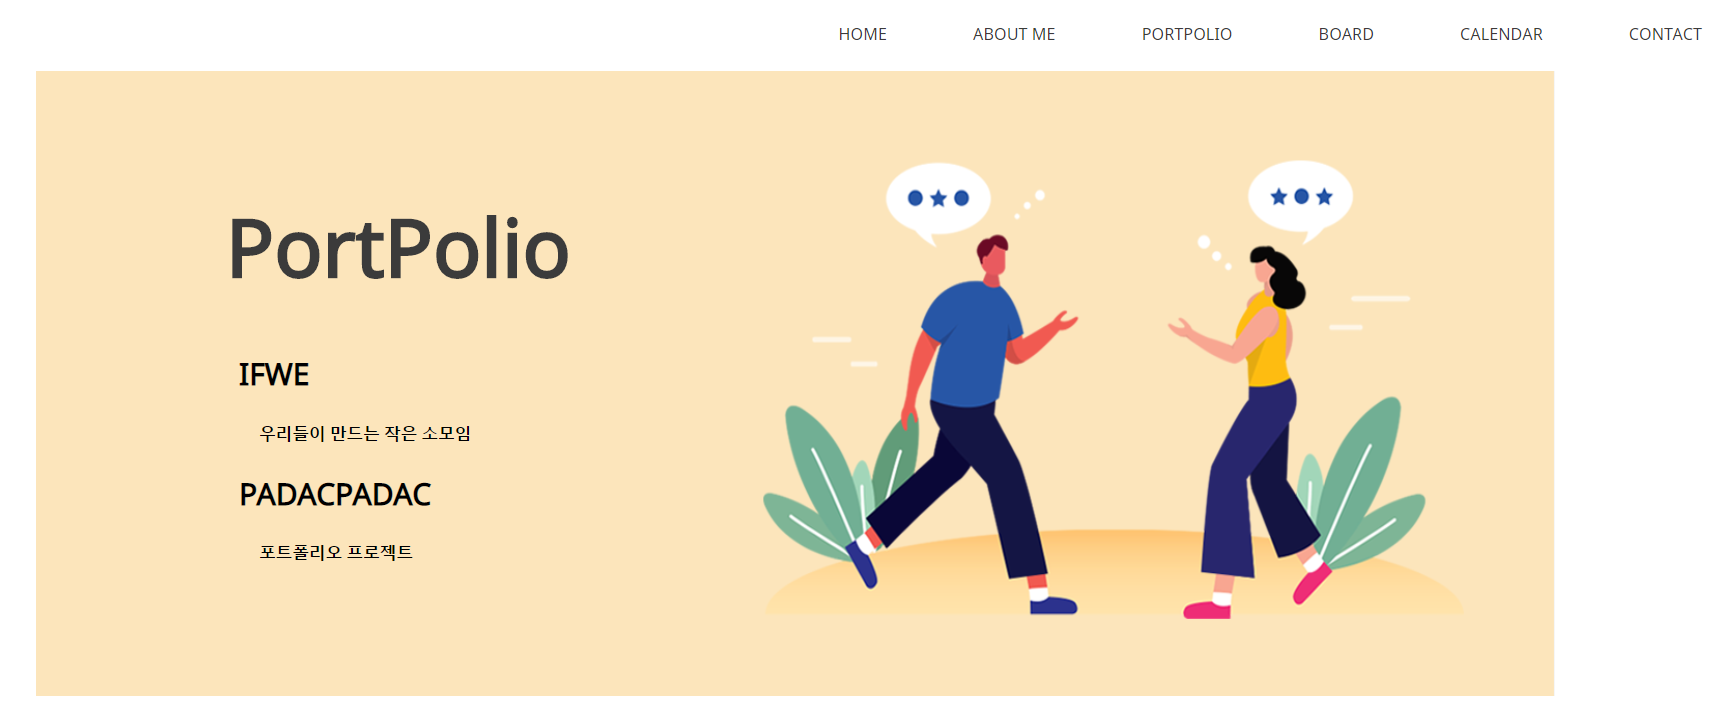 HOME ABOUT ME PORTPOLIO BOARD CALENDAR CONTACT
PortPolio
IFWE
우리들이 만드는 작은 소모임
PADACPADAC
포트폴리오 프로젝트